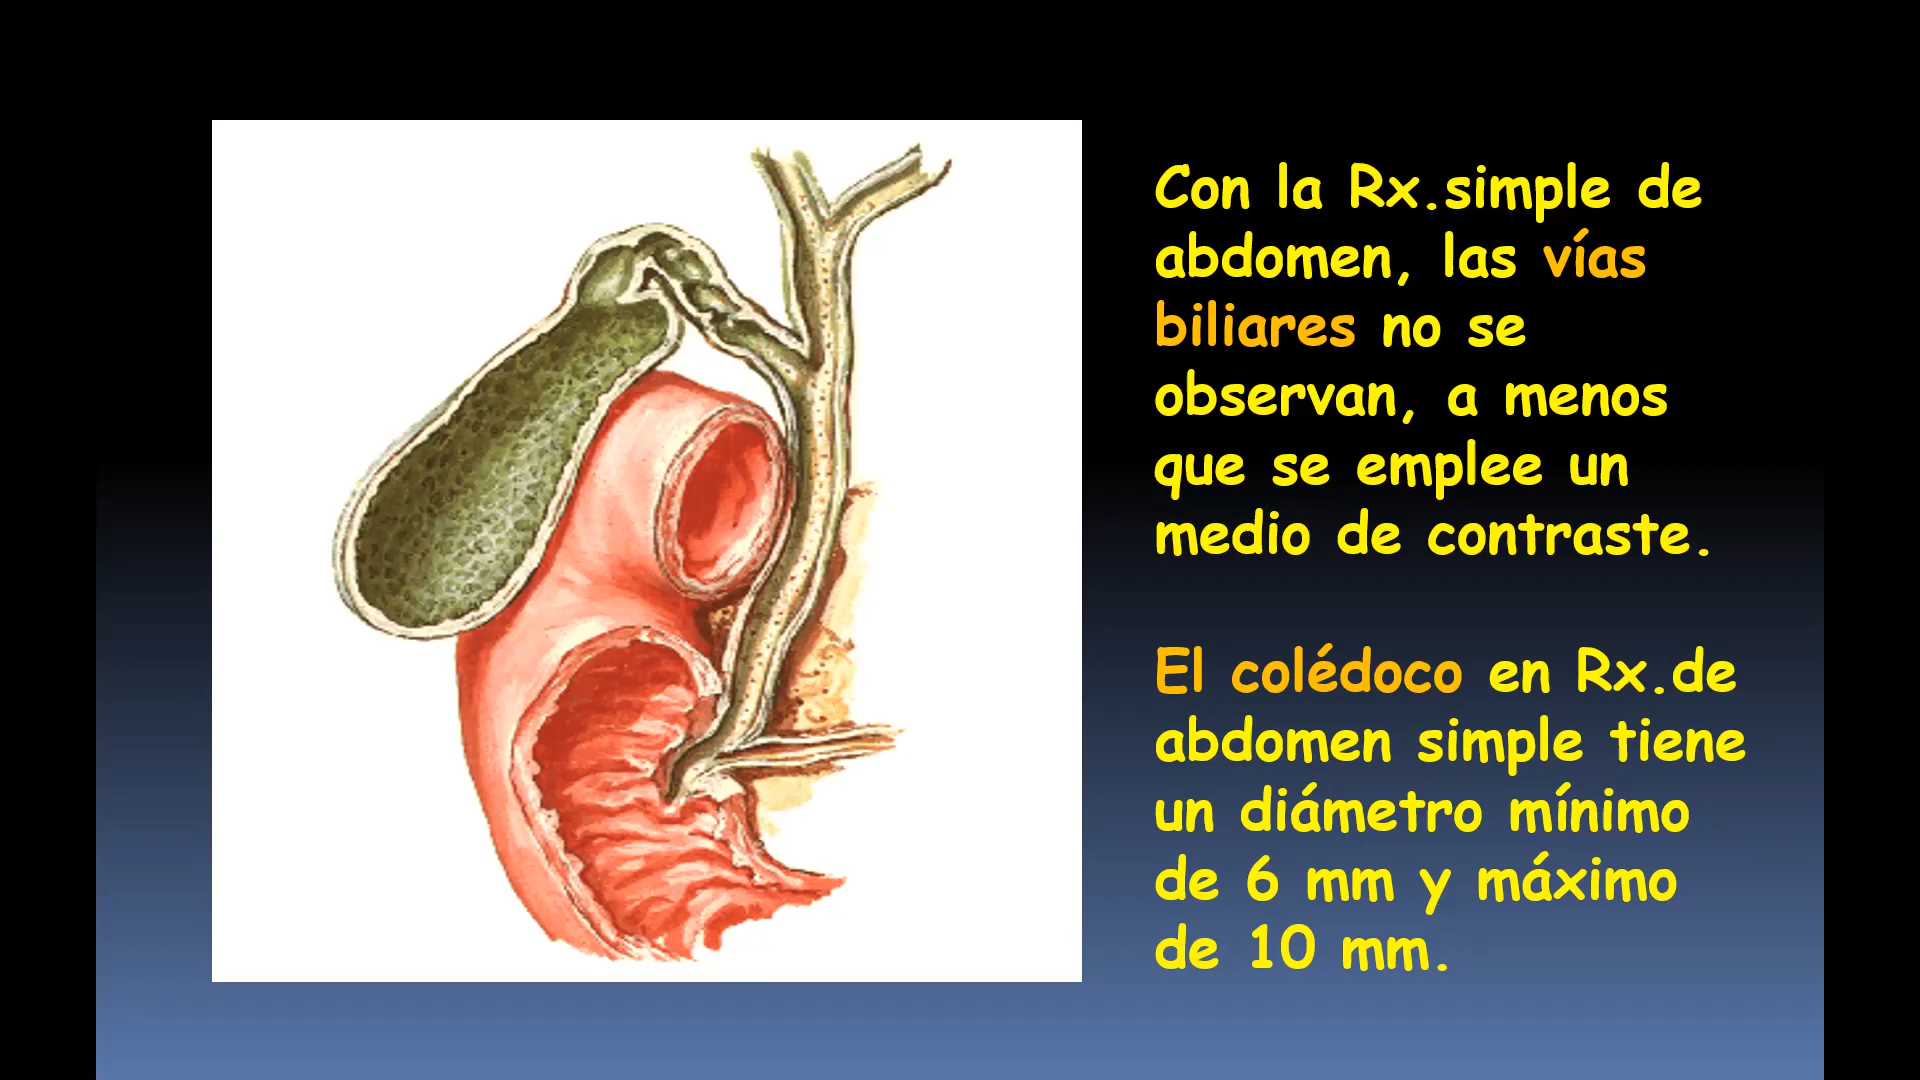 Con la Rx.simple de
abdomen, las vías
biliares no se
observan, a menos
que se emplee un
medio de contraste.
El colédoco en Rx.de
abdomen simple tiene
un diámetro mínimo
de 6 mm y máximo
de 10 mm.